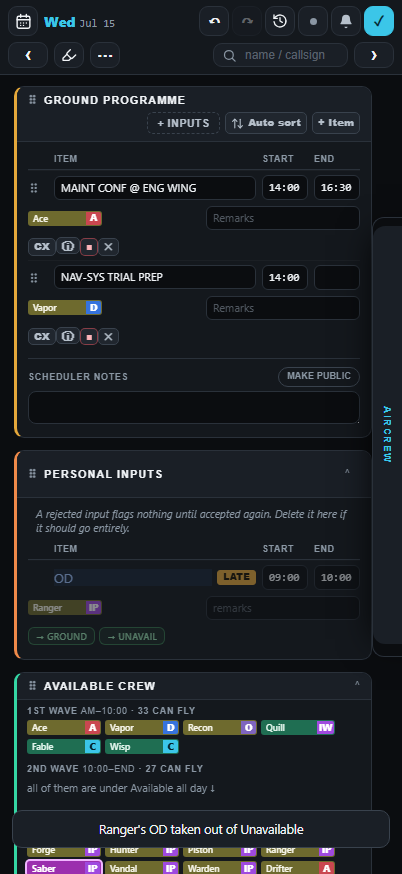 Wed Jul 15
name / callsign
GROUND PROGRAMME
+ INPUTS
Auto sort
+ Item
ITEM START END
MAINT CONF @ ENG WING 14:00 16:30
Ace A
Remarks
CX
NAV-SYS TRIAL PREP 14:00
Vapor D
Remarks
CX
SCHEDULER NOTES
MAKE PUBLIC
AIRCREW
PERSONAL INPUTS
A rejected input flags nothing until accepted again. Delete it here if
it should go entirely.
ITEM START END
OD LATE 09:00 10:00
Ranger IP
remarks
→ GROUND → UNAVAIL
AVAILABLE CREW
1ST WAVE AM–10:00 · 33 CAN FLY
Ace A Vapor D Recon O Quill IW
Fable C Wisp C
2ND WAVE 10:00–END · 27 CAN FLY
all of them are under Available all day ↓
Ranger's OD taken out of Unavailable
Forge IP Hunter IP Piston IP Ranger IP
Saber IP Vandal IP Warden IP Drifter A